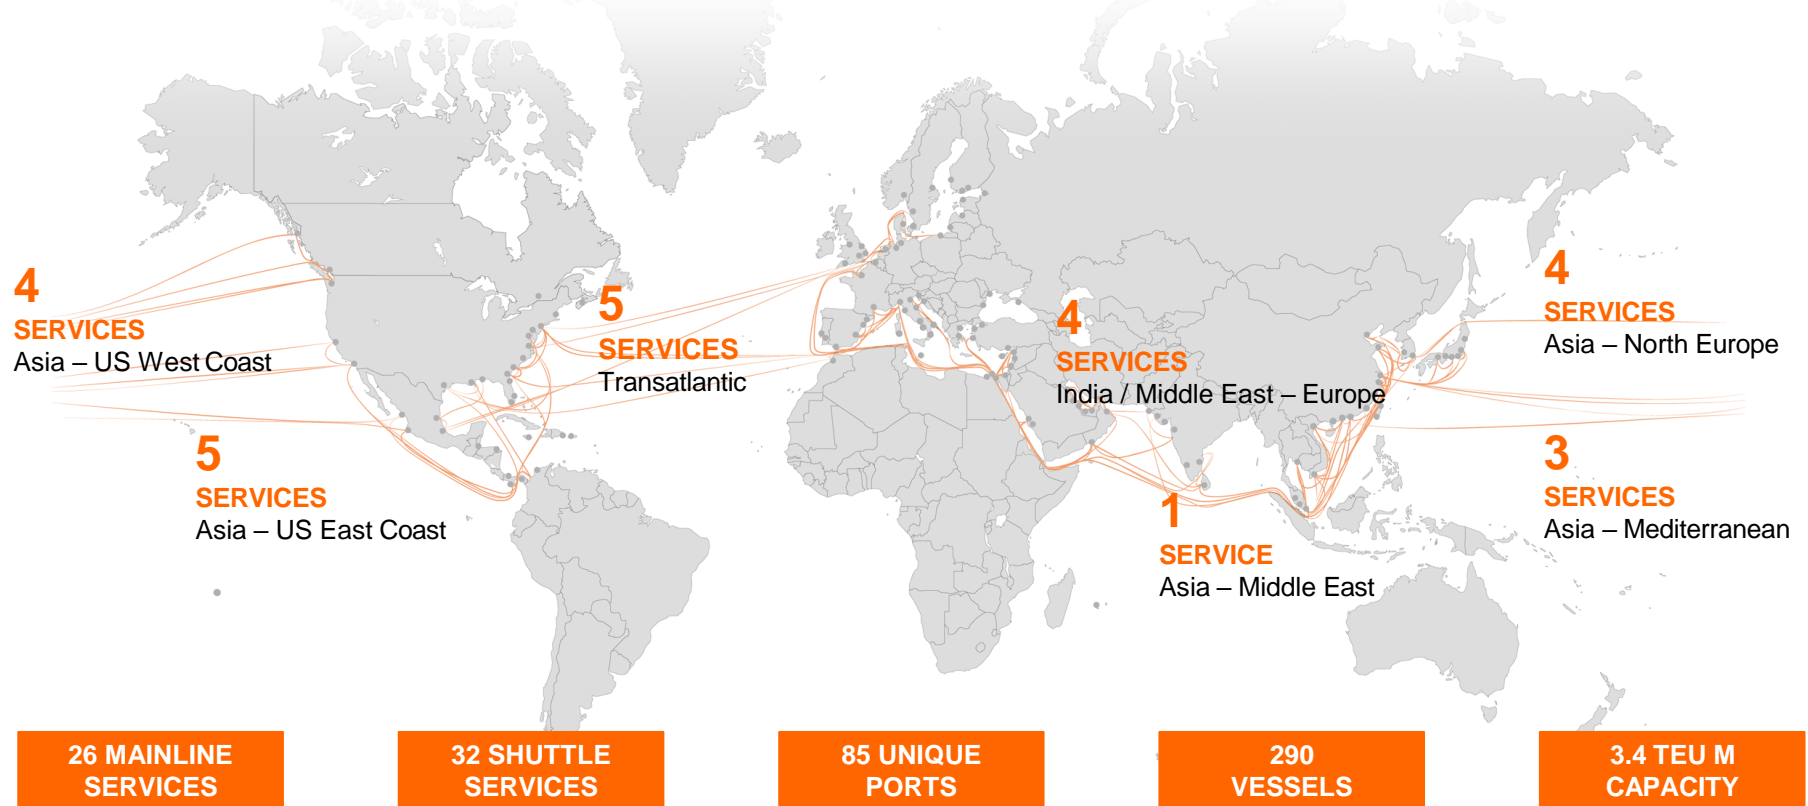 4
SERVICES
Asia – US West Coast
5
SERVICES
Asia – US East Coast
5
SERVICES
Transatlantic
4
SERVICES
India / Middle East – Europe
1
SERVICE
Asia – Middle East
4
SERVICES
Asia – North Europe
3
SERVICES
Asia – Mediterranean
26 MAINLINE
SERVICES
32 SHUTTLE
SERVICES
85 UNIQUE
PORTS
290
VESSELS
3.4 TEU M
CAPACITY